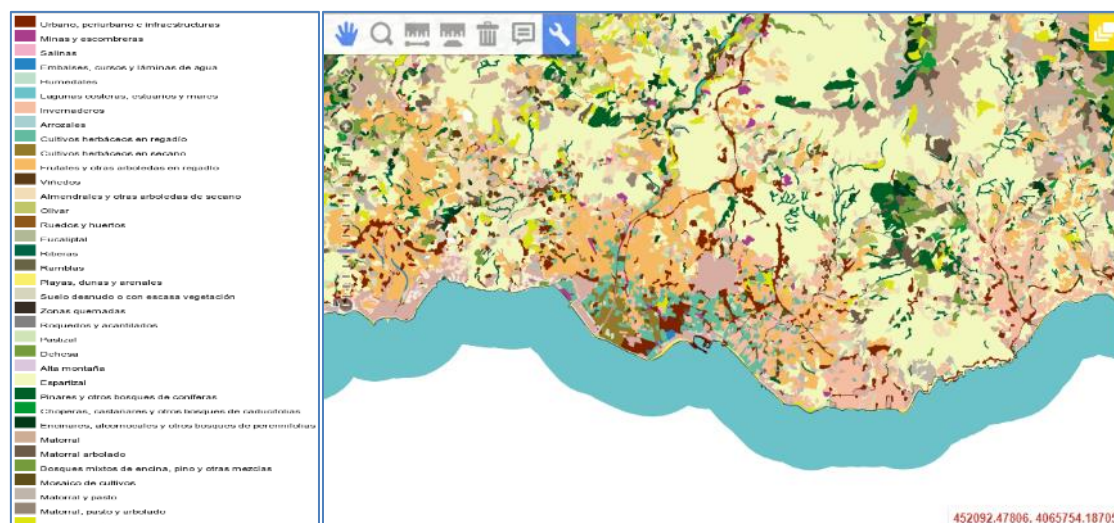 Urbano, periurbano e infraestructuras
Minas y escombreras
Salinas
Embalses, cursos y láminas de agua
Humedales
Lagunas costeras, estuarios y mares
Invernaderos
Arrozales
Cultivos herbáceos en regadío
Cultivos herbáceos en secano
Frutales y otras arboledas en regadío
Viñedos
Almendrales y otras arboledas de secano
Olivar
Ruedos y huertos
Eucaliptal
Riberas
Ramblas
Playas, dunas y arenales
Suelo desnudo o con escasa vegetación
Zonas quemadas
Roquedos y acantilados
Pastizal
Dehesa
Alta montaña
Espartizal
Pinares y otros bosques de coníferas
Choperas, castañares y otros bosques de caducifolias
Encinares, alcornocales y otros bosques de perennifolias
Matorral
Matorral arbolado
Bosques mixtos de encina, pino y otras mezclas
Mosaico de cultivos
Matorral y pasto
Matorral, pasto y arbolado
452092.47806, 4065754.18705